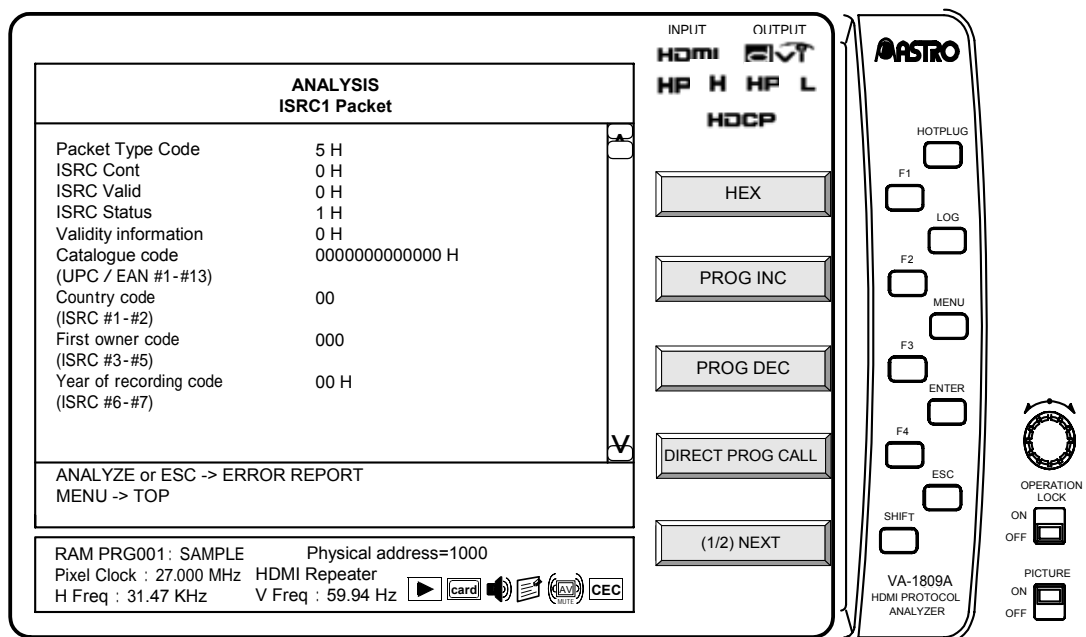 ANALYSIS
ISRC1 Packet
Packet Type Code 5 H
ISRC Cont 0 H
ISRC Valid 0 H
ISRC Status 1 H
Validity information 0 H
Catalogue code 0000000000000 H
(UPC / EAN #1-#13)
Country code 00
(ISRC #1-#2)
First owner code 000
(ISRC #3-#5)
Year of recording code 00 H
(ISRC #6-#7)
ANALYZE or ESC -> ERROR REPORT
MENU -> TOP
RAM PRG001 : SAMPLE Physical address=1000
Pixel Clock : 27.000 MHz HDMI Repeater
H Freq : 31.47 KHz V Freq : 59.94 Hz
card
AV
MUTE
CEC
INPUT OUTPUT
HDMI DVI
HP H HP L
HDCP
HEX
PROG INC
PROG DEC
DIRECT PROG CALL
(1/2) NEXT
ASTRO
HOTPLUG
F1
LOG
F2
MENU
F3
ENTER
F4
ESC
SHIFT
VA-1809A
HDMI PROTOCOL
ANALYZER
OPERATION
LOCK
ON
OFF
PICTURE
ON
OFF